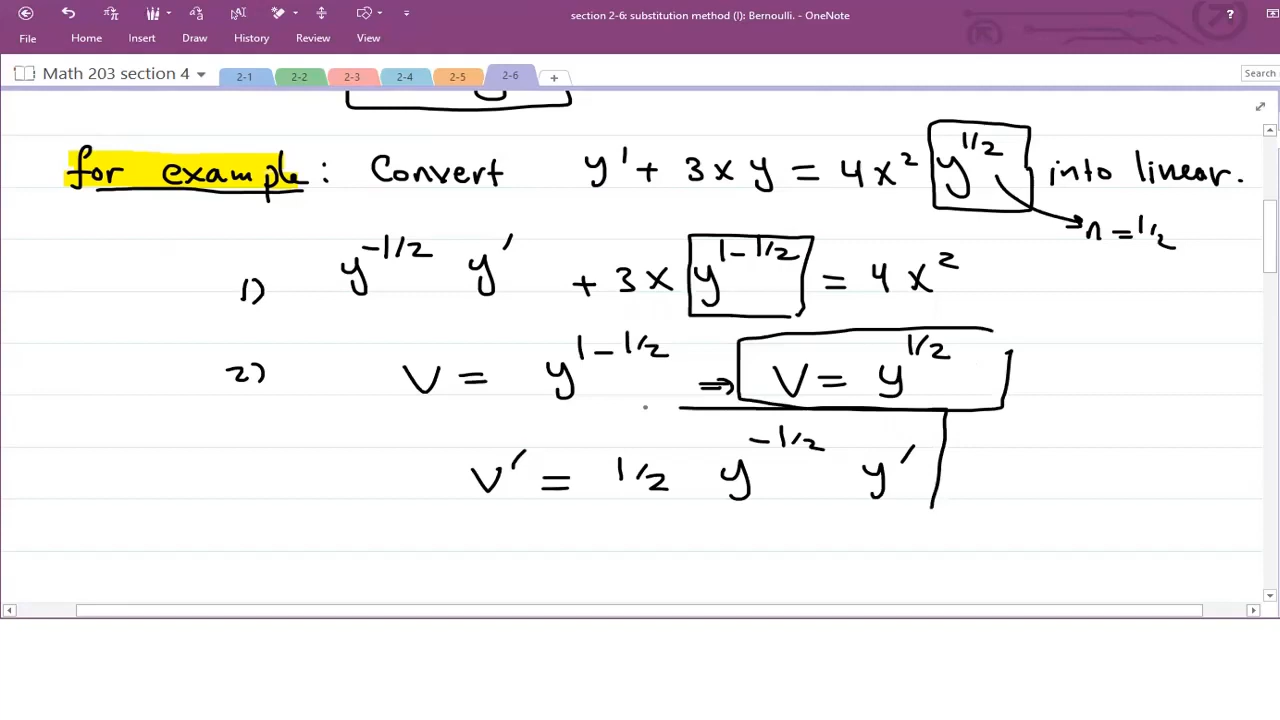 section 2-6: substitution method (I): Bernoulli. - OneNote
File Home Insert Draw History Review View
Math 203 section 4 2-1 2-2 2-3 2-4 2-5 2-6 + Search
for example: Convert y' + 3xy = 4x² y^1/2 into linear.
n = 1/2
1) y^-1/2 y' + 3x y^1-1/2 = 4x²
2) V = y^1-1/2 ⇒ V = y^1/2
V' = 1/2 y^-1/2 y'